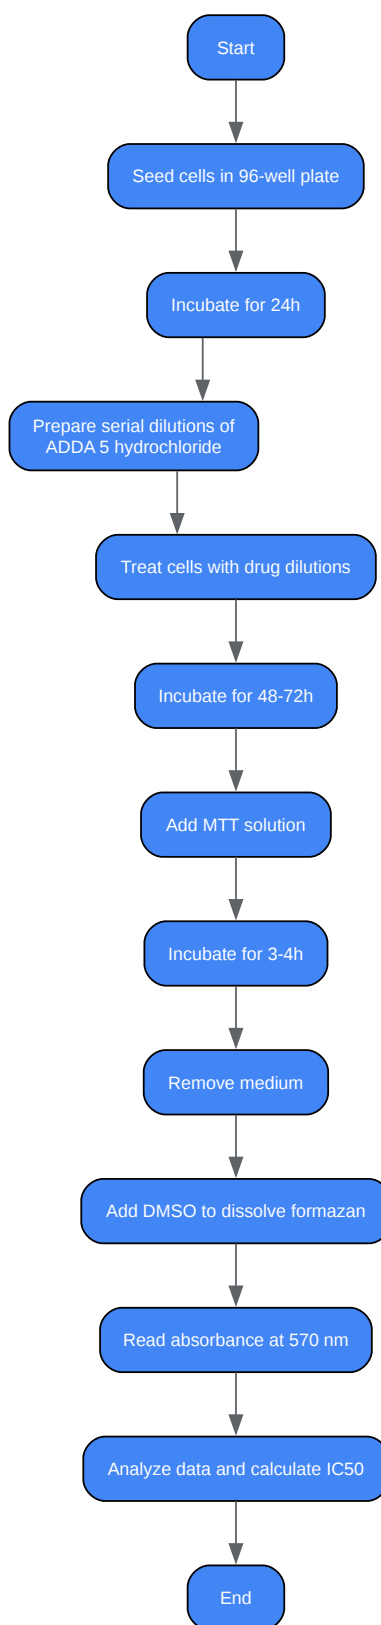 Start
Seed cells in 96-well plate
Incubate for 24h
Prepare serial dilutions of
ADDA 5 hydrochloride
Treat cells with drug dilutions
Incubate for 48-72h
Add MTT solution
Incubate for 3-4h
Remove medium
Add DMSO to dissolve formazan
Read absorbance at 570 nm
Analyze data and calculate IC50
End